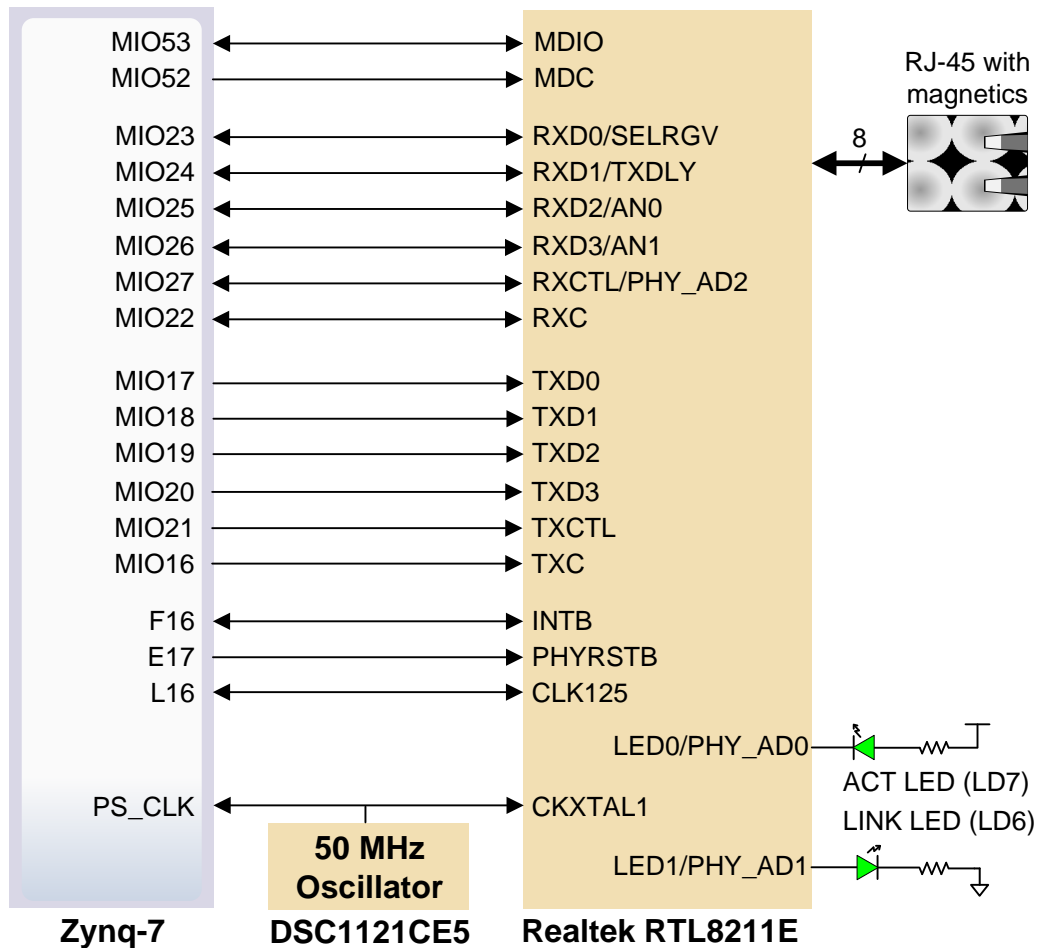 MIO53 MDIO
RJ-45 with
MIO52 MDC
magnetics
MIO23 RXD0/SELRGV
8
MIO24 RXD1/TXDLY
MIO25 RXD2/AN0
MIO26 RXD3/AN1
MIO27 RXCTL/PHY_AD2
MIO22 RXC
MIO17 TXD0
MIO18 TXD1
MIO19 TXD2
MIO20 TXD3
MIO21 TXCTL
MIO16 TXC
F16 INTB
E17 PHYRSTB
L16 CLK125
LED0/PHY_AD0
ACT LED (LD7)
PS_CLK CKXTAL1
LINK LED (LD6)
50 MHz
Oscillator
LED1/PHY_AD1
Zynq-7 DSC1121CE5 Realtek RTL8211E